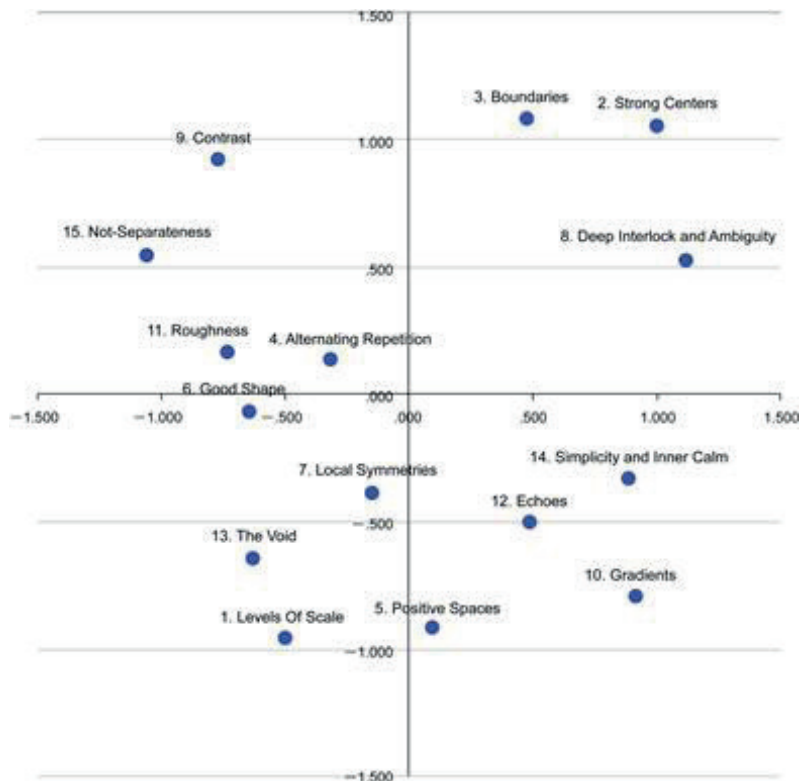 1.500
3. Boundaries
2. Strong Centers
9. Contrast
1.000
15. Not-Separateness
8. Deep Interlock and Ambiguity
.500
11. Roughness
4. Alternating Repetition
6. Good Shape
.000
−1.500
−1.000
−.500
.000
.500
1.000
1.500
7. Local Symmetries
14. Simplicity and Inner Calm
12. Echoes
−.500
13. The Void
10. Gradients
5. Positive Spaces
1. Levels Of Scale
−1.000
−1.500